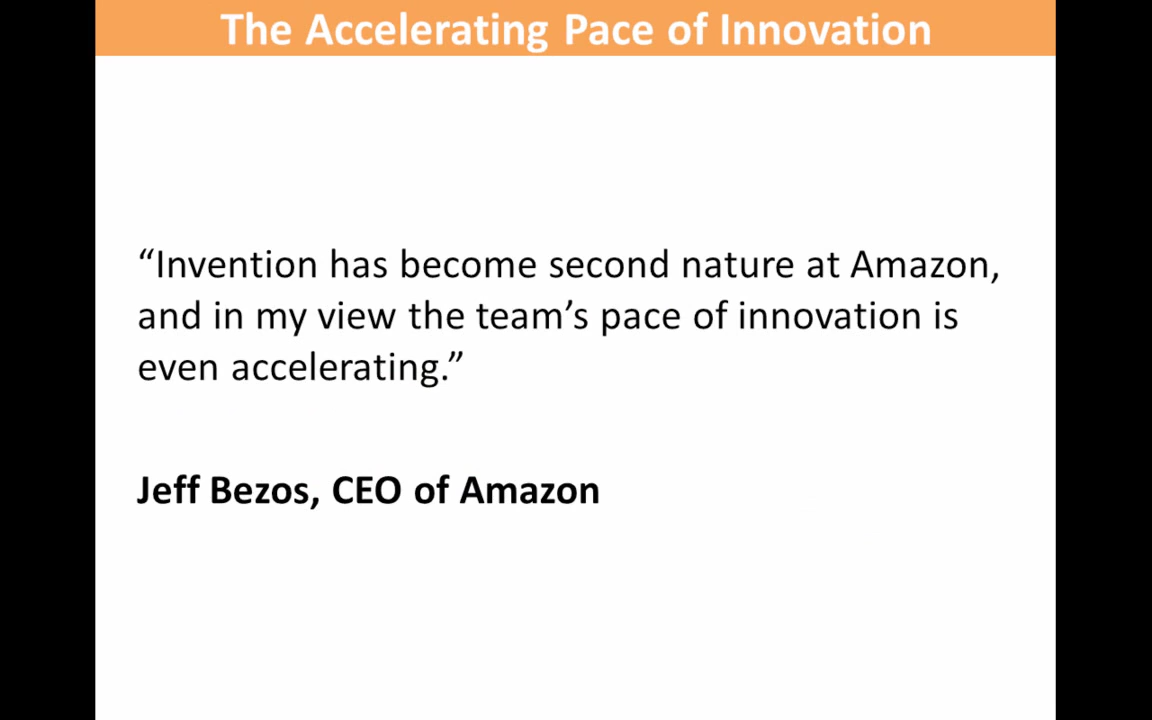 The Accelerating Pace of Innovation
“Invention has become second nature at Amazon,
and in my view the team’s pace of innovation is
even accelerating.”
Jeff Bezos, CEO of Amazon